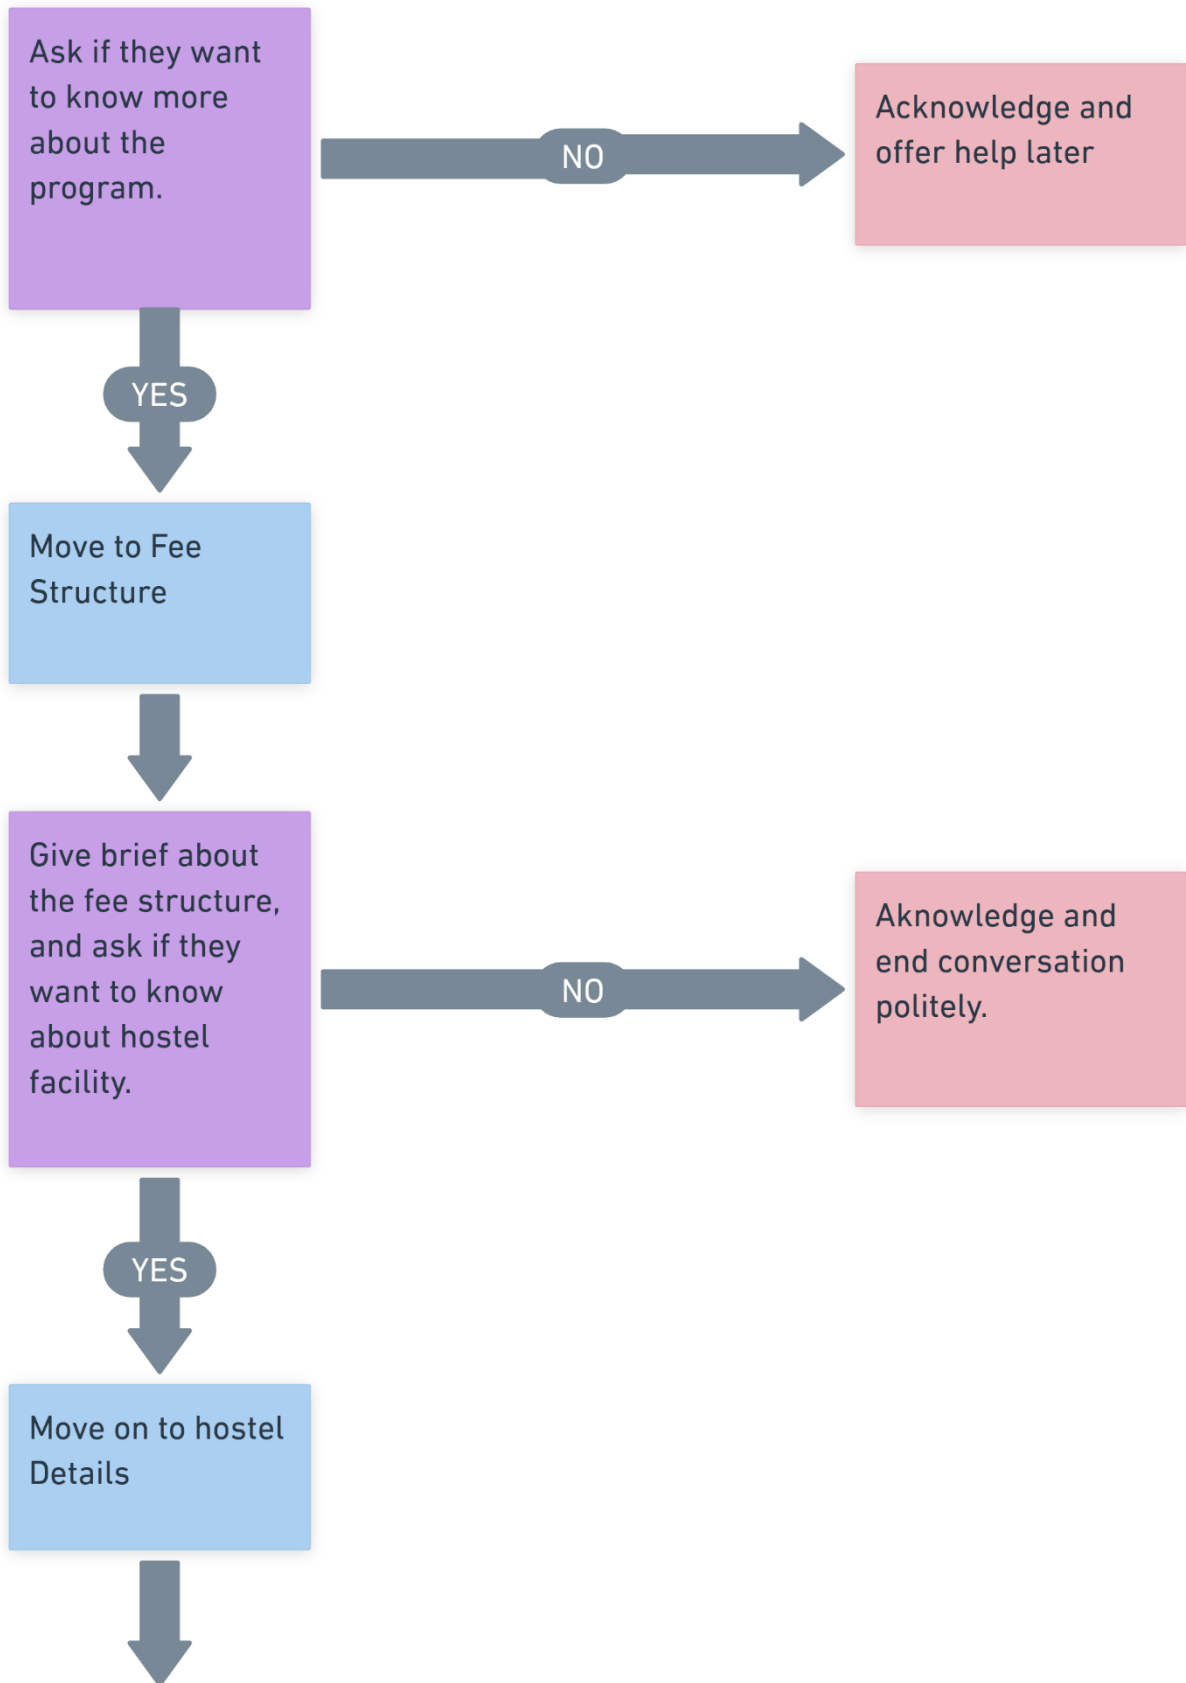 Ask if they want
to know more
about the
program.
NO
Acknowledge and
offer help later
YES
Move to Fee
Structure
Give brief about
the fee structure,
and ask if they
want to know
about hostel
facility.
NO
Aknowledge and
end conversation
politely.
YES
Move on to hostel
Details